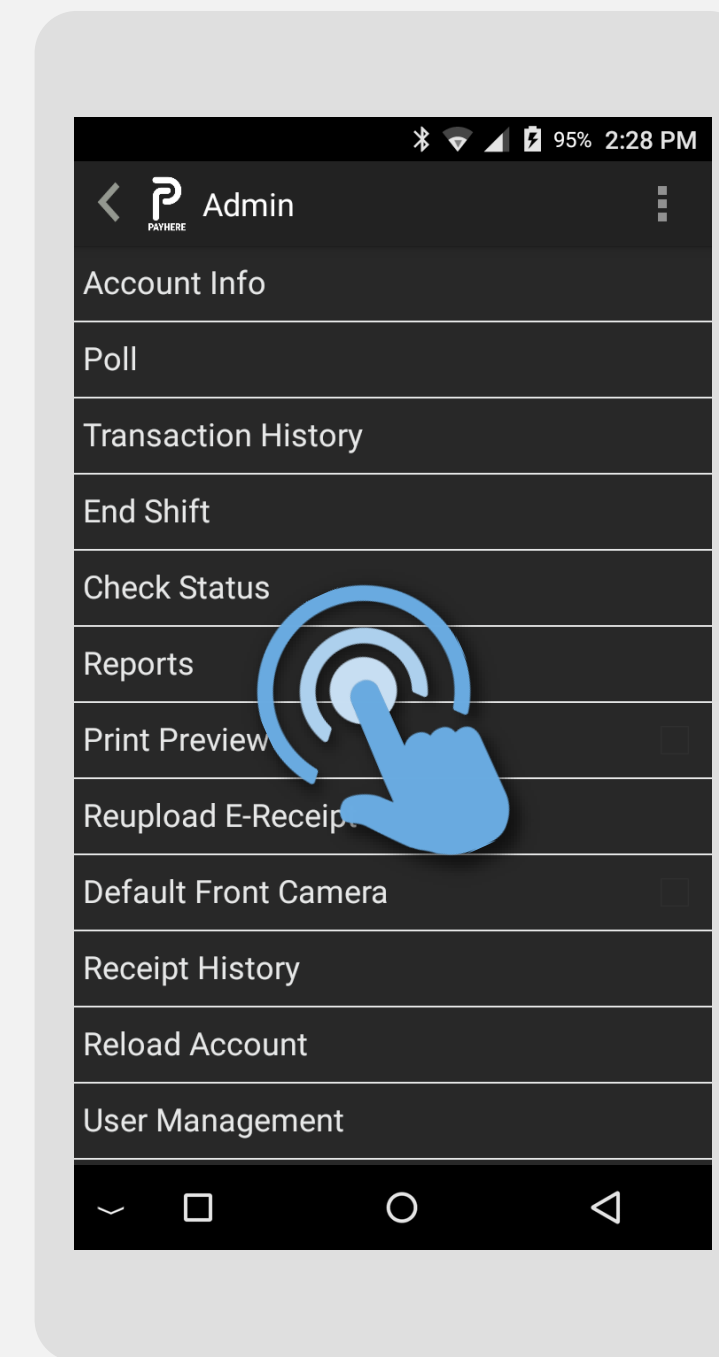 95% 2:28 PM
PAYHERE
Admin
Account Info
Poll
Transaction History
End Shift
Check Status
Reports
Print Preview
Reupload E-Receipt
Default Front Camera
Receipt History
Reload Account
User Management